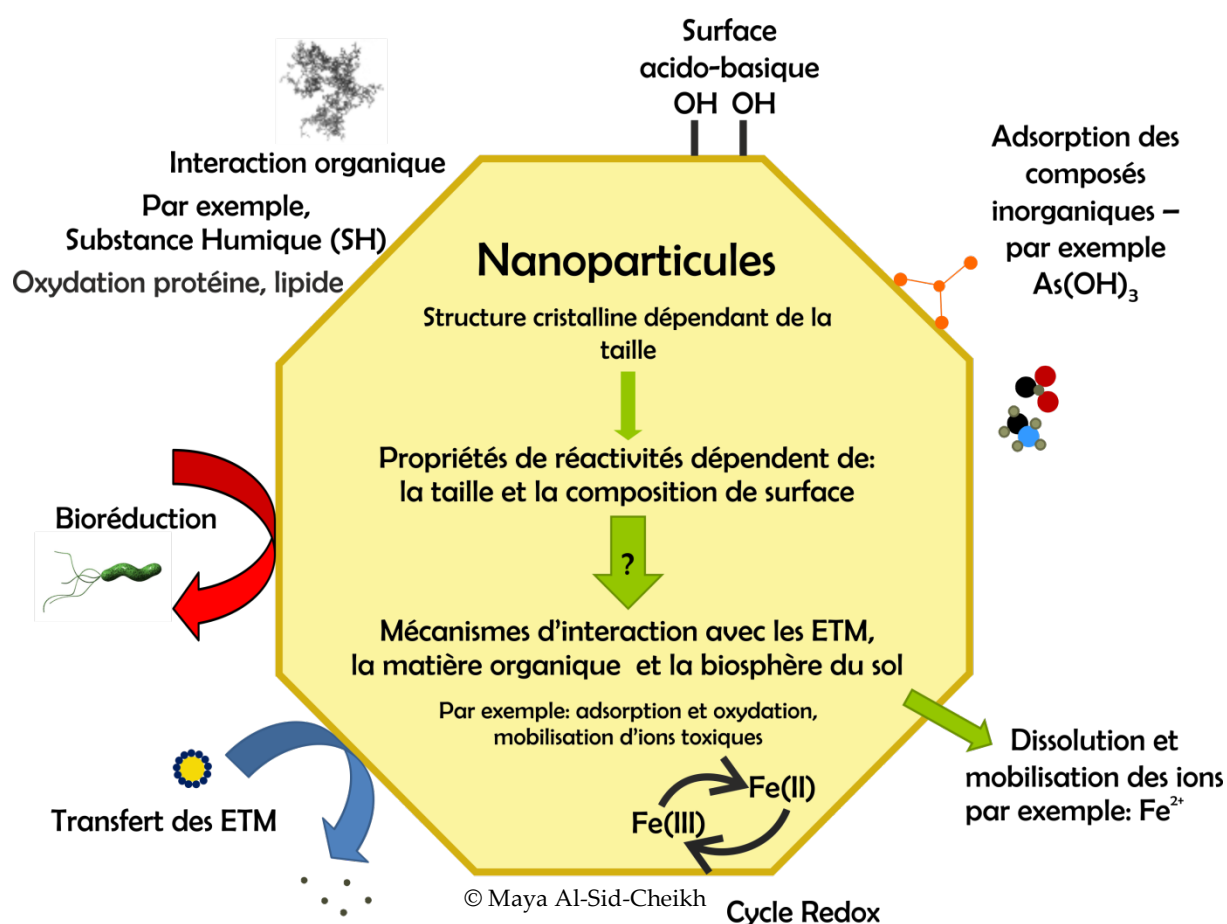 Surface
acido-basique
OH OH
Interaction organique
Par exemple,
Substance Humique (SH)
Oxydation protéine, lipide
Adsorption des
composés
inorganiques –
par exemple
As(OH)₃
Nanoparticules
Structure cristalline dépendant de la
taille
Propriétés de réactivités dépendent de:
la taille et la composition de surface
?
Bioréduction
Mécanismes d'interaction avec les ETM,
la matière organique et la biosphère du sol
Par exemple: adsorption et oxydation,
mobilisation d'ions toxiques
Fe(II)
Fe(III)
Transfert des ETM
Dissolution et
mobilisation des ions
par exemple: Fe²⁺
© Maya Al-Sid-Cheikh
Cycle Redox